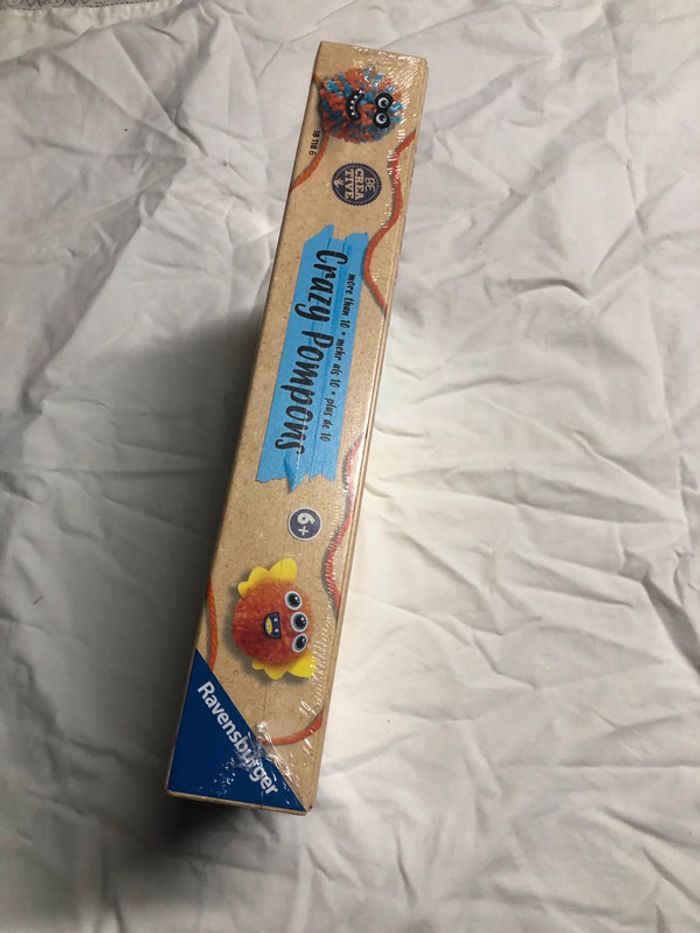 18 118 6
BE
CREA
TIVE
more than 10 • mehr als 10 • plus de 10
Crazy Pompons
6+
Ravensburger